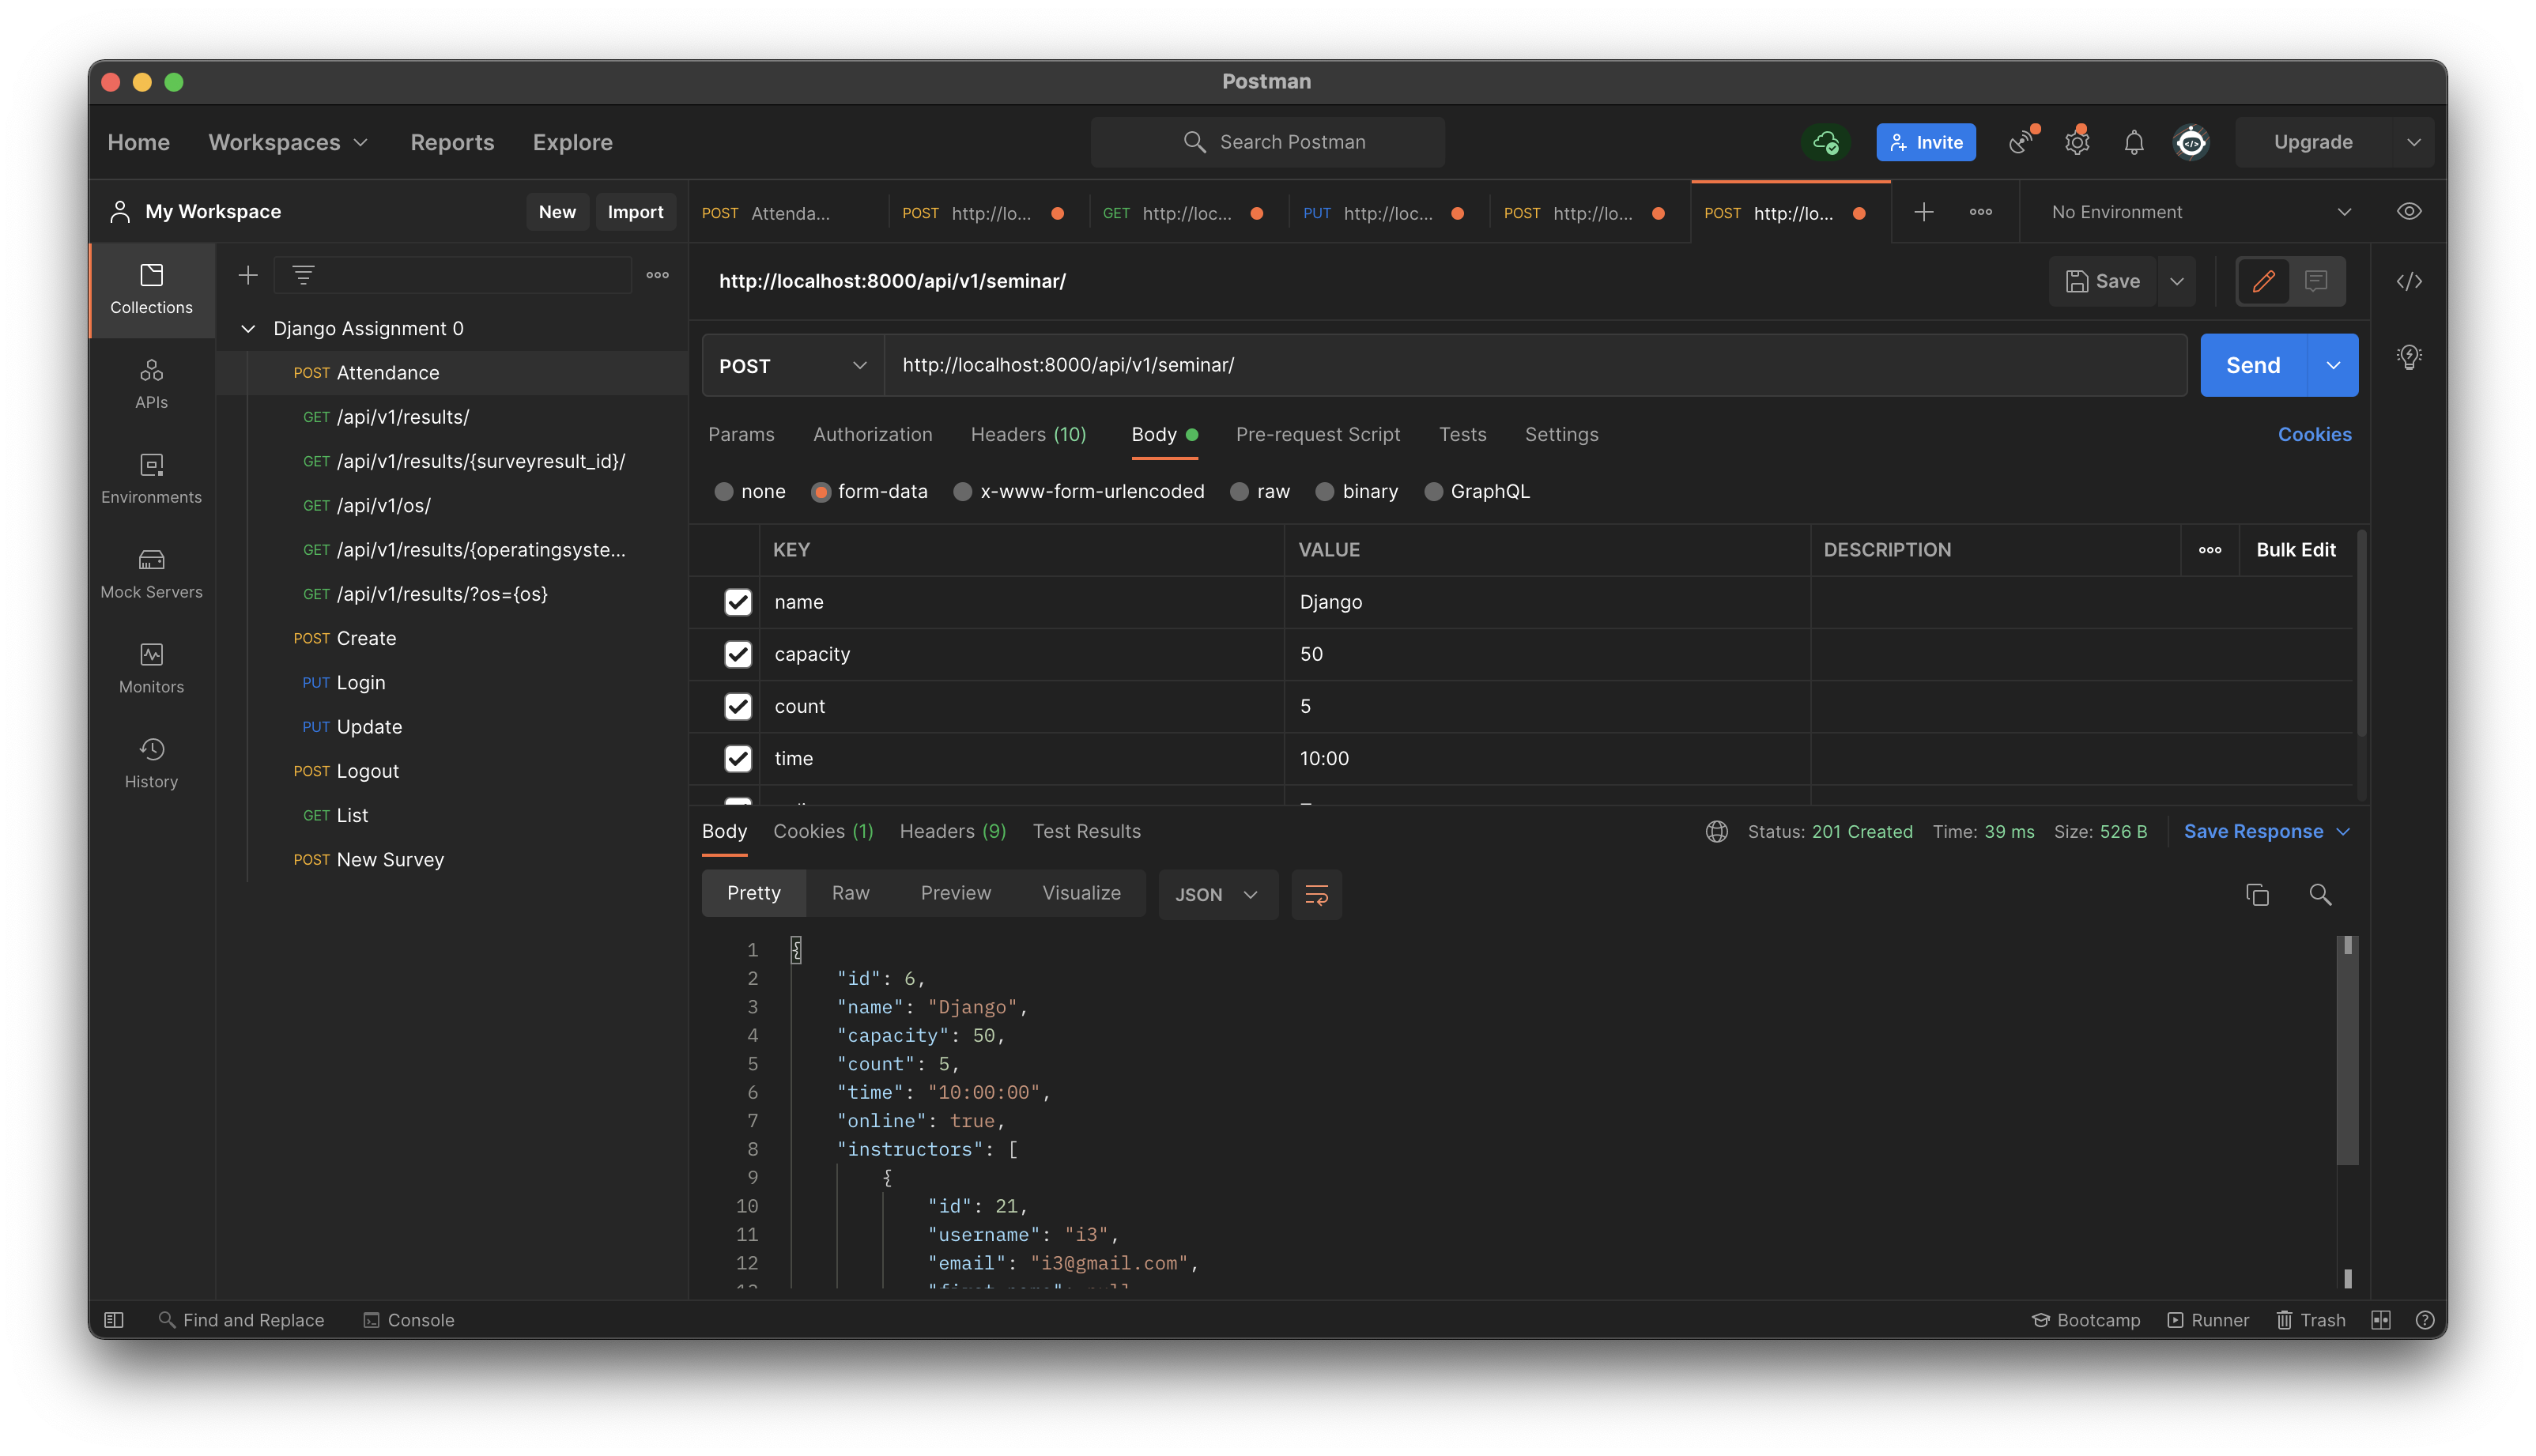 Postman
Home Workspaces Reports Explore Search Postman Invite Upgrade
My Workspace New Import
POST Attenda... POST http://lo... GET http://loc... PUT http://loc... POST http://lo... POST http://lo... No Environment
Collections
APIs
Environments
Mock Servers
Monitors
History
Django Assignment 0
POST Attendance
GET /api/v1/results/
GET /api/v1/results/{surveyresult_id}/
GET /api/v1/os/
GET /api/v1/results/{operatingsyste...
GET /api/v1/results/?os={os}
POST Create
PUT Login
PUT Update
POST Logout
GET List
POST New Survey
http://localhost:8000/api/v1/seminar/ Save
POST http://localhost:8000/api/v1/seminar/ Send
Params Authorization Headers (10) Body Pre-request Script Tests Settings Cookies
none form-data x-www-form-urlencoded raw binary GraphQL
KEY VALUE DESCRIPTION Bulk Edit
name Django
capacity 50
count 5
time 10:00
Body Cookies (1) Headers (9) Test Results Status: 201 Created Time: 39 ms Size: 526 B Save Response
Pretty Raw Preview Visualize JSON
1 {
2 "id": 6,
3 "name": "Django",
4 "capacity": 50,
5 "count": 5,
6 "time": "10:00:00",
7 "online": true,
8 "instructors": [
9 {
10 "id": 21,
11 "username": "i3",
12 "email": "i3@gmail.com",
Find and Replace Console Bootcamp Runner Trash